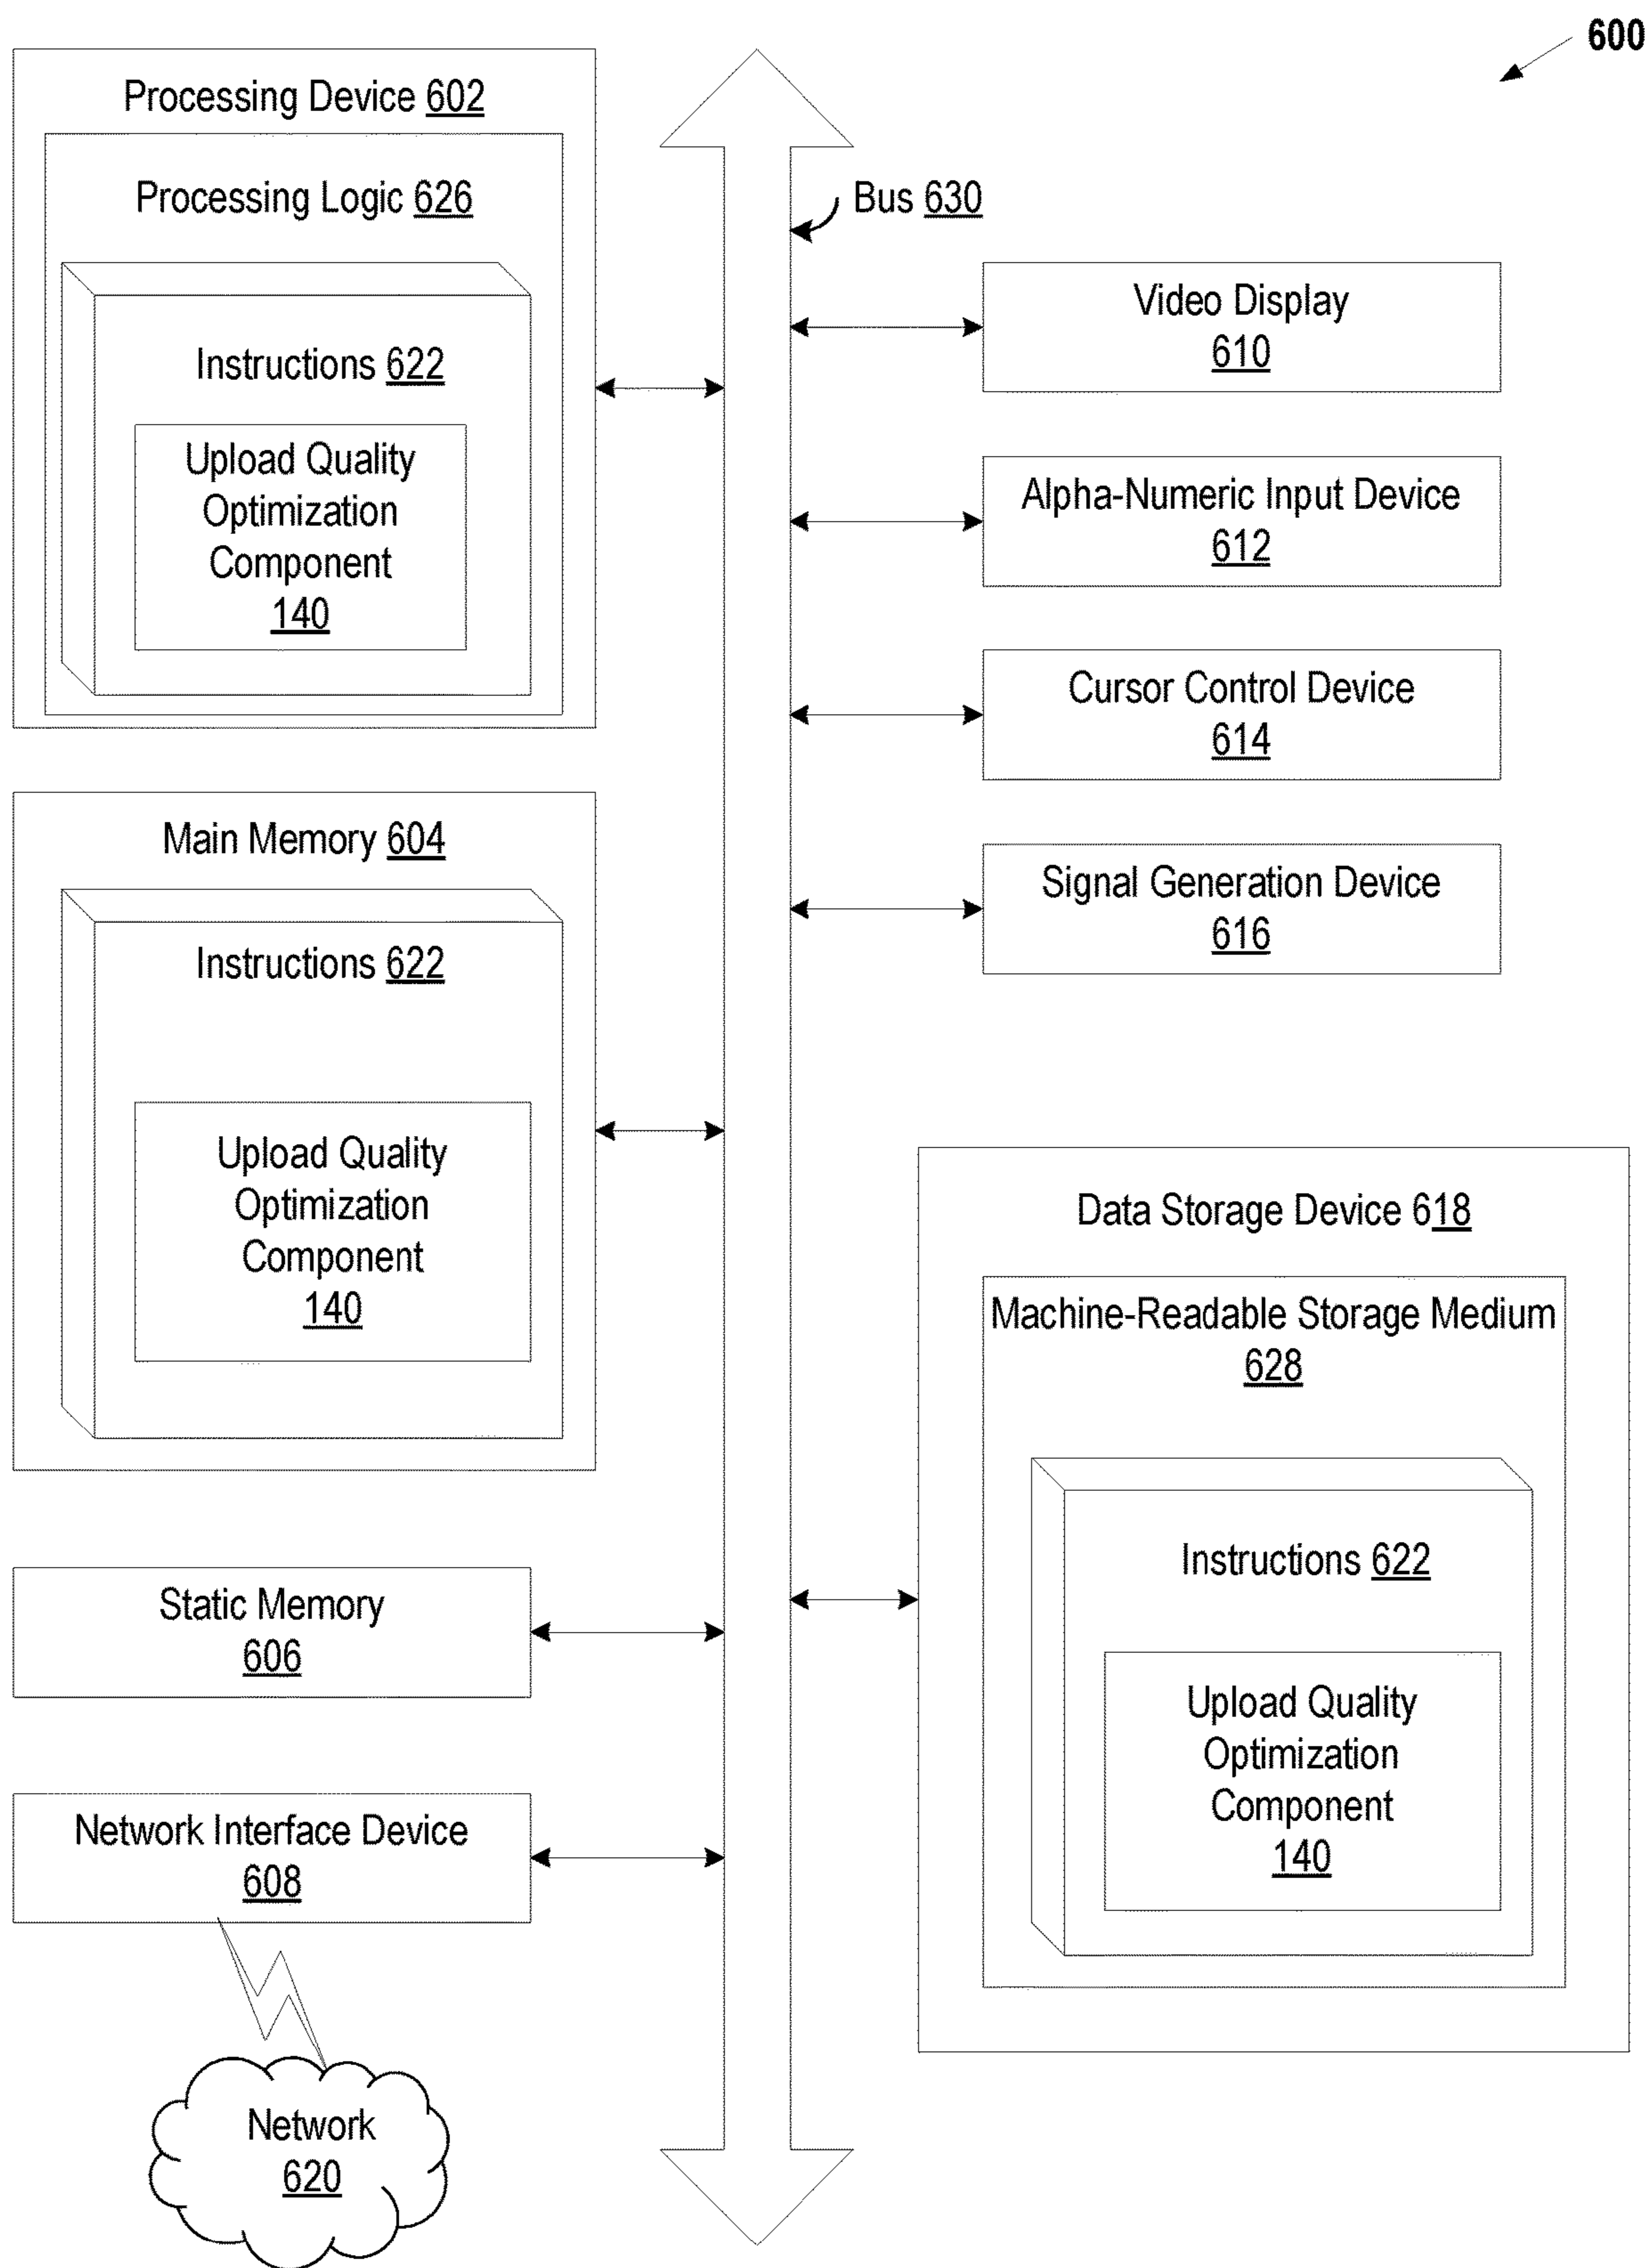 600
Processing Device 602
Processing Logic 626
Instructions 622
Upload Quality
Optimization
Component
140
Main Memory 604
Instructions 622
Upload Quality
Optimization
Component
140
Static Memory
606
Network Interface Device
608
Network
620
Bus 630
Video Display
610
Alpha-Numeric Input Device
612
Cursor Control Device
614
Signal Generation Device
616
Data Storage Device 618
Machine-Readable Storage Medium
628
Instructions 622
Upload Quality
Optimization
Component
140